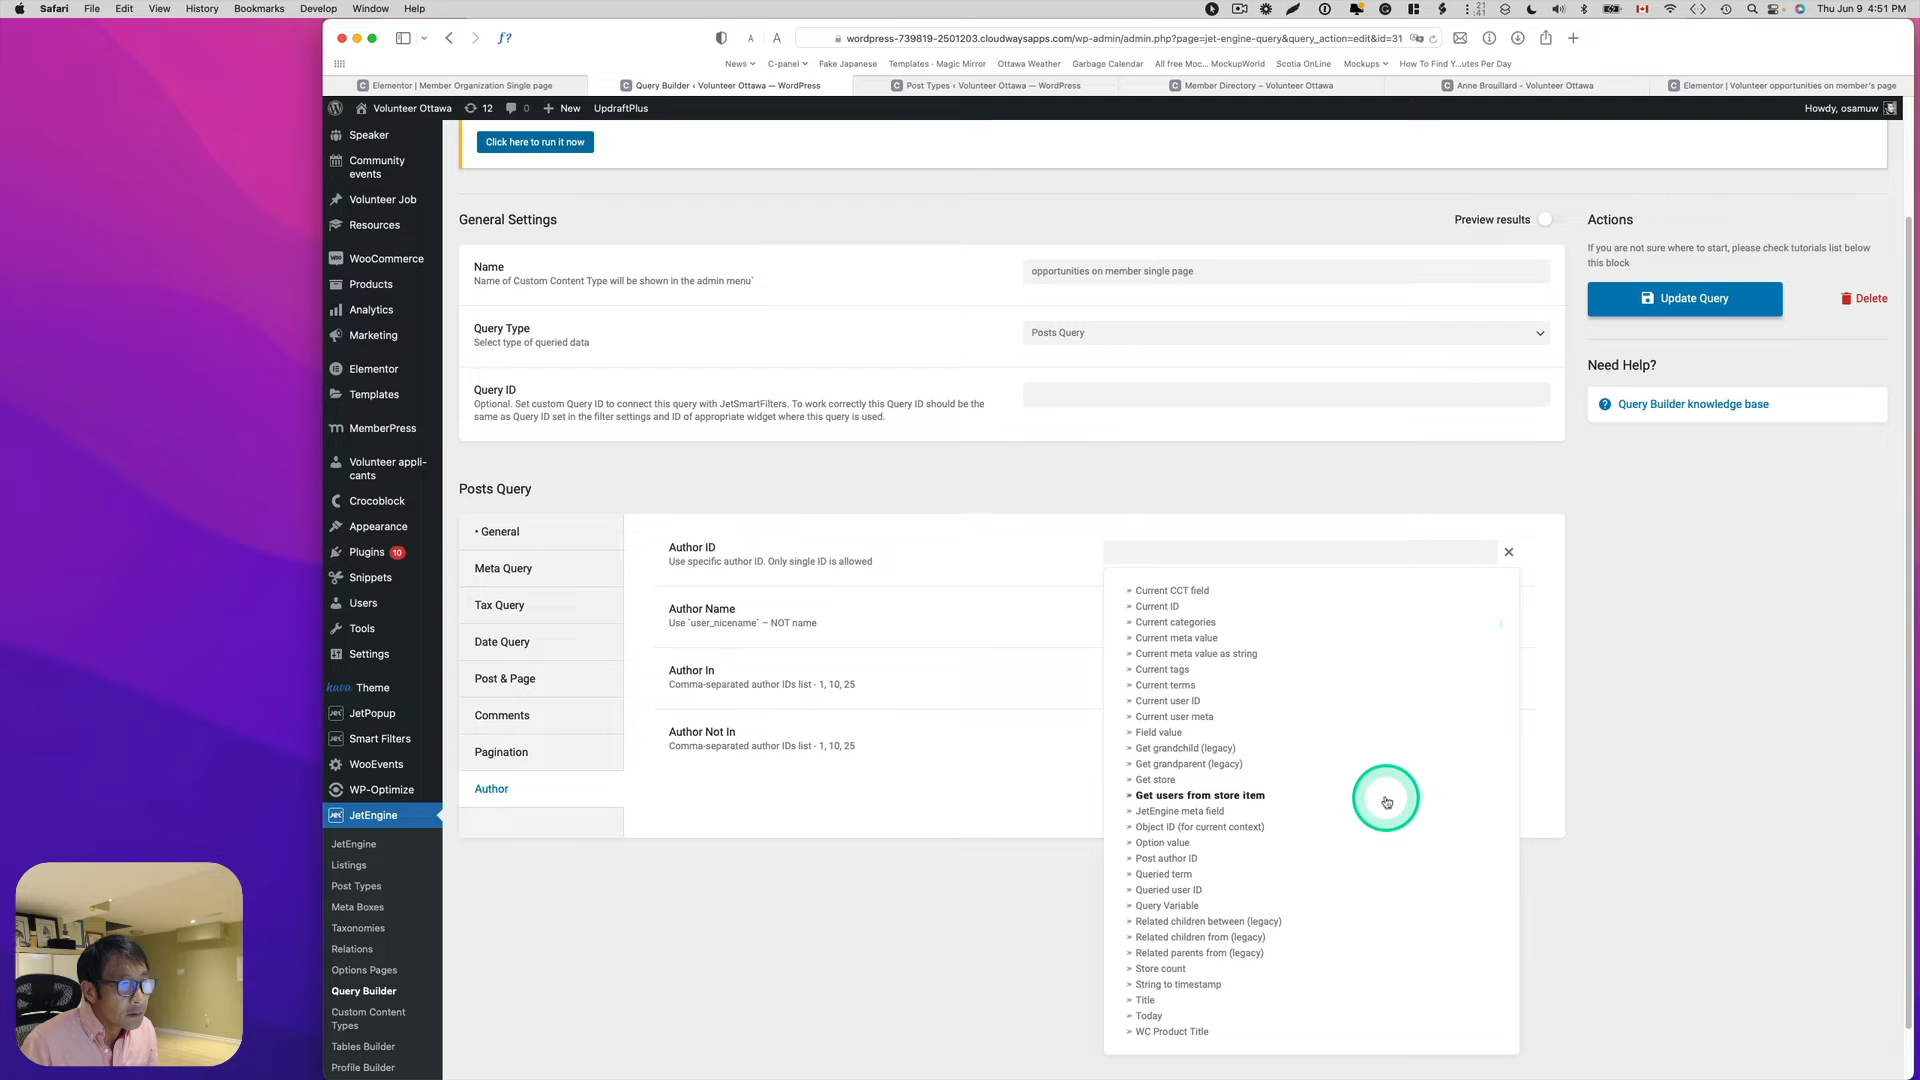 Safari File Edit View History Bookmarks Develop Window Help
21
41
Thu Jun 9 4:51 PM
wordpress-739819-2501203.cloudwaysapps.com/wp-admin/admin.php?page=jet-engine-query&query_action=edit&id=31
News C-panel Fake Japanese Templates - Magic Mirror Ottawa Weather Garbage Calendar All free Moc... MockupWorld Scotia OnLine Mockups How To Find Y...utes Per Day
Elementor | Member Organization Single page
Query Builder ‹ Volunteer Ottawa — WordPress
Post Types ‹ Volunteer Ottawa — WordPress
Member Directory – Volunteer Ottawa
Anne Brouillard - Volunteer Ottawa
Elementor | Volunteer opportunities on member's page
Volunteer Ottawa 12 0 New UpdraftPlus
Howdy, osamuw
Speaker
Community
events
Volunteer Job
Resources
WooCommerce
Products
Analytics
Marketing
Elementor
Templates
MemberPress
Volunteer appli-
cants
Crocoblock
Appearance
Plugins 10
Snippets
Users
Tools
Settings
kava Theme
JetPopup
Smart Filters
WooEvents
WP-Optimize
JetEngine
JetEngine
Listings
Post Types
Meta Boxes
Taxonomies
Relations
Options Pages
Query Builder
Custom Content
Types
Tables Builder
Profile Builder
Click here to run it now
General Settings
Preview results
Name
Name of Custom Content Type will be shown in the admin menu`
opportunities on member single page
Query Type
Select type of queried data
Posts Query
Query ID
Optional. Set custom Query ID to connect this query with JetSmartFilters. To work correctly this Query ID should be the
same as Query ID set in the filter settings and ID of appropriate widget where this query is used.
Actions
If you are not sure where to start, please check tutorials list below
this block
Update Query
Delete
Need Help?
Query Builder knowledge base
Posts Query
• General
Meta Query
Tax Query
Date Query
Post & Page
Comments
Pagination
Author
Author ID
Use specific author ID. Only single ID is allowed
Author Name
Use `user_nicename` – NOT name
Author In
Comma-separated author IDs list - 1, 10, 25
Author Not In
Comma-separated author IDs list - 1, 10, 25
» Current CCT field
» Current ID
» Current categories
» Current meta value
» Current meta value as string
» Current tags
» Current terms
» Current user ID
» Current user meta
» Field value
» Get grandchild (legacy)
» Get grandparent (legacy)
» Get store
» Get users from store item
» JetEngine meta field
» Object ID (for current context)
» Option value
» Post author ID
» Queried term
» Queried user ID
» Query Variable
» Related children between (legacy)
» Related children from (legacy)
» Related parents from (legacy)
» Store count
» String to timestamp
» Title
» Today
» WC Product Title